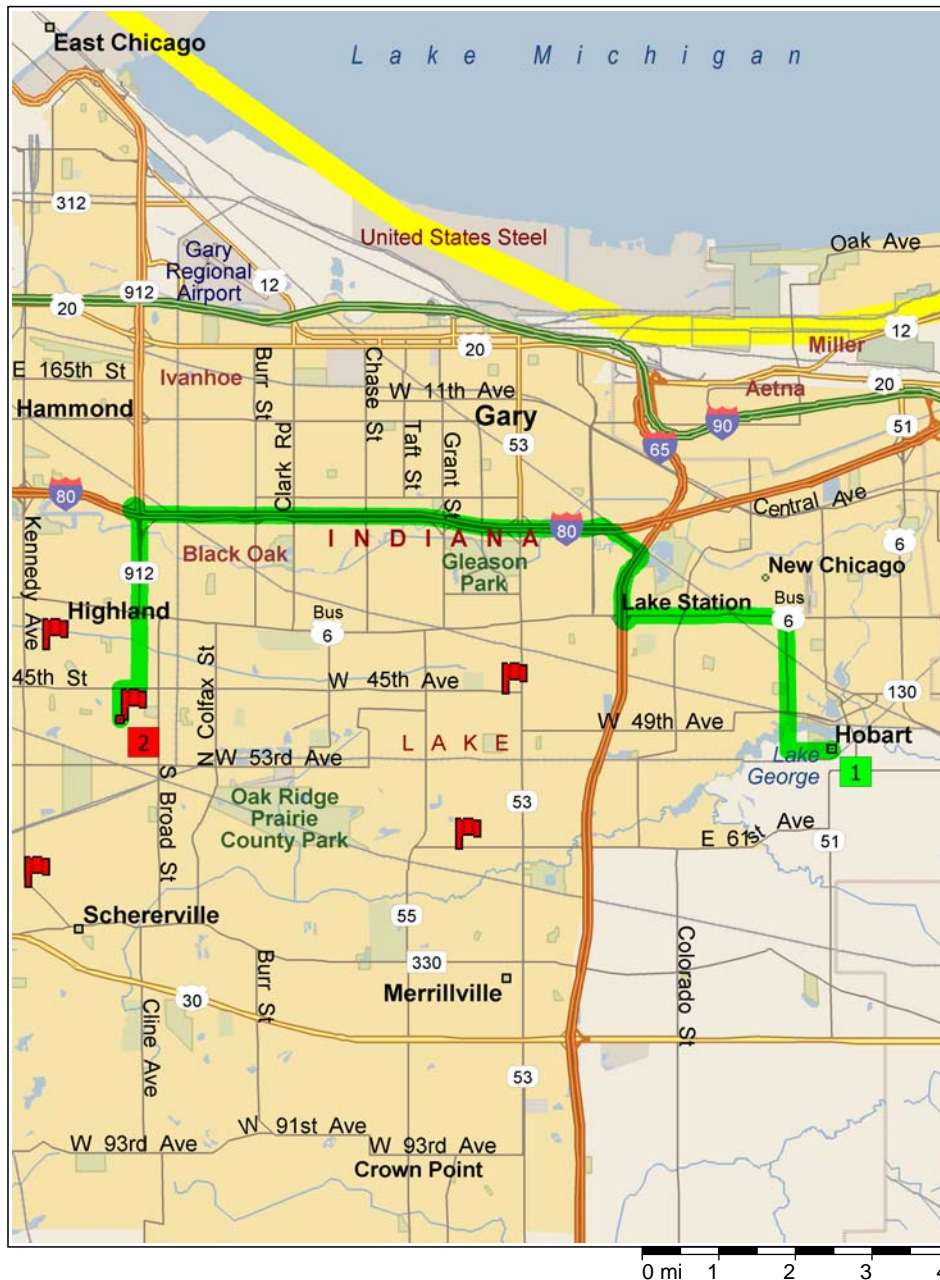 East Chicago
Lake Michigan
312
United States Steel
Oak Ave
Gary
Regional
Airport
912
12
20
12
20
Miller
E 165th St
Ivanhoe
Burr St
Chase St
W 11th Ave
Aetna
20
Hammond
Gary
Clark Rd
Taft St
Grant St
53
65
90
51
80
Central Ave
Kennedy Ave
INDIANA
80
Black Oak
Gleason
Park
6
912
New Chicago
Highland
Bus
6
Lake Station
Bus
6
45th St
N Colfax St
W 45th Ave
130
2
W 49th Ave
Hobart
LAKE
W 53rd Ave
Lake
George
1
S Broad St
Oak Ridge
Prairie
County Park
53
E 61st Ave
51
Schererville
55
Burr St
330
Colorado St
Merrillville
30
Cline Ave
53
W 91st Ave
W 93rd Ave
W 93rd Ave
Crown Point
0 mi 1 2 3 4